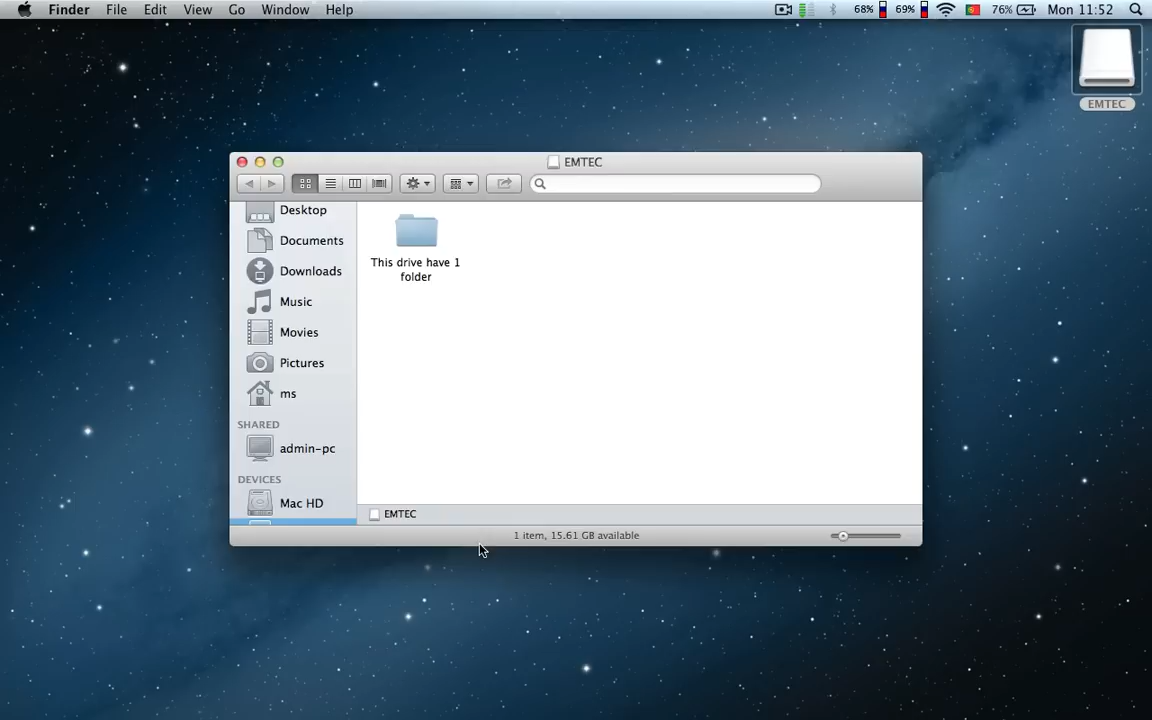 Finder File Edit View Go Window Help 68% 69% 76% Mon 11:52
EMTEC
EMTEC
Desktop
Documents
Downloads
Music
Movies
Pictures
ms
SHARED
admin-pc
DEVICES
Mac HD
This drive have 1
folder
EMTEC
1 item, 15.61 GB available